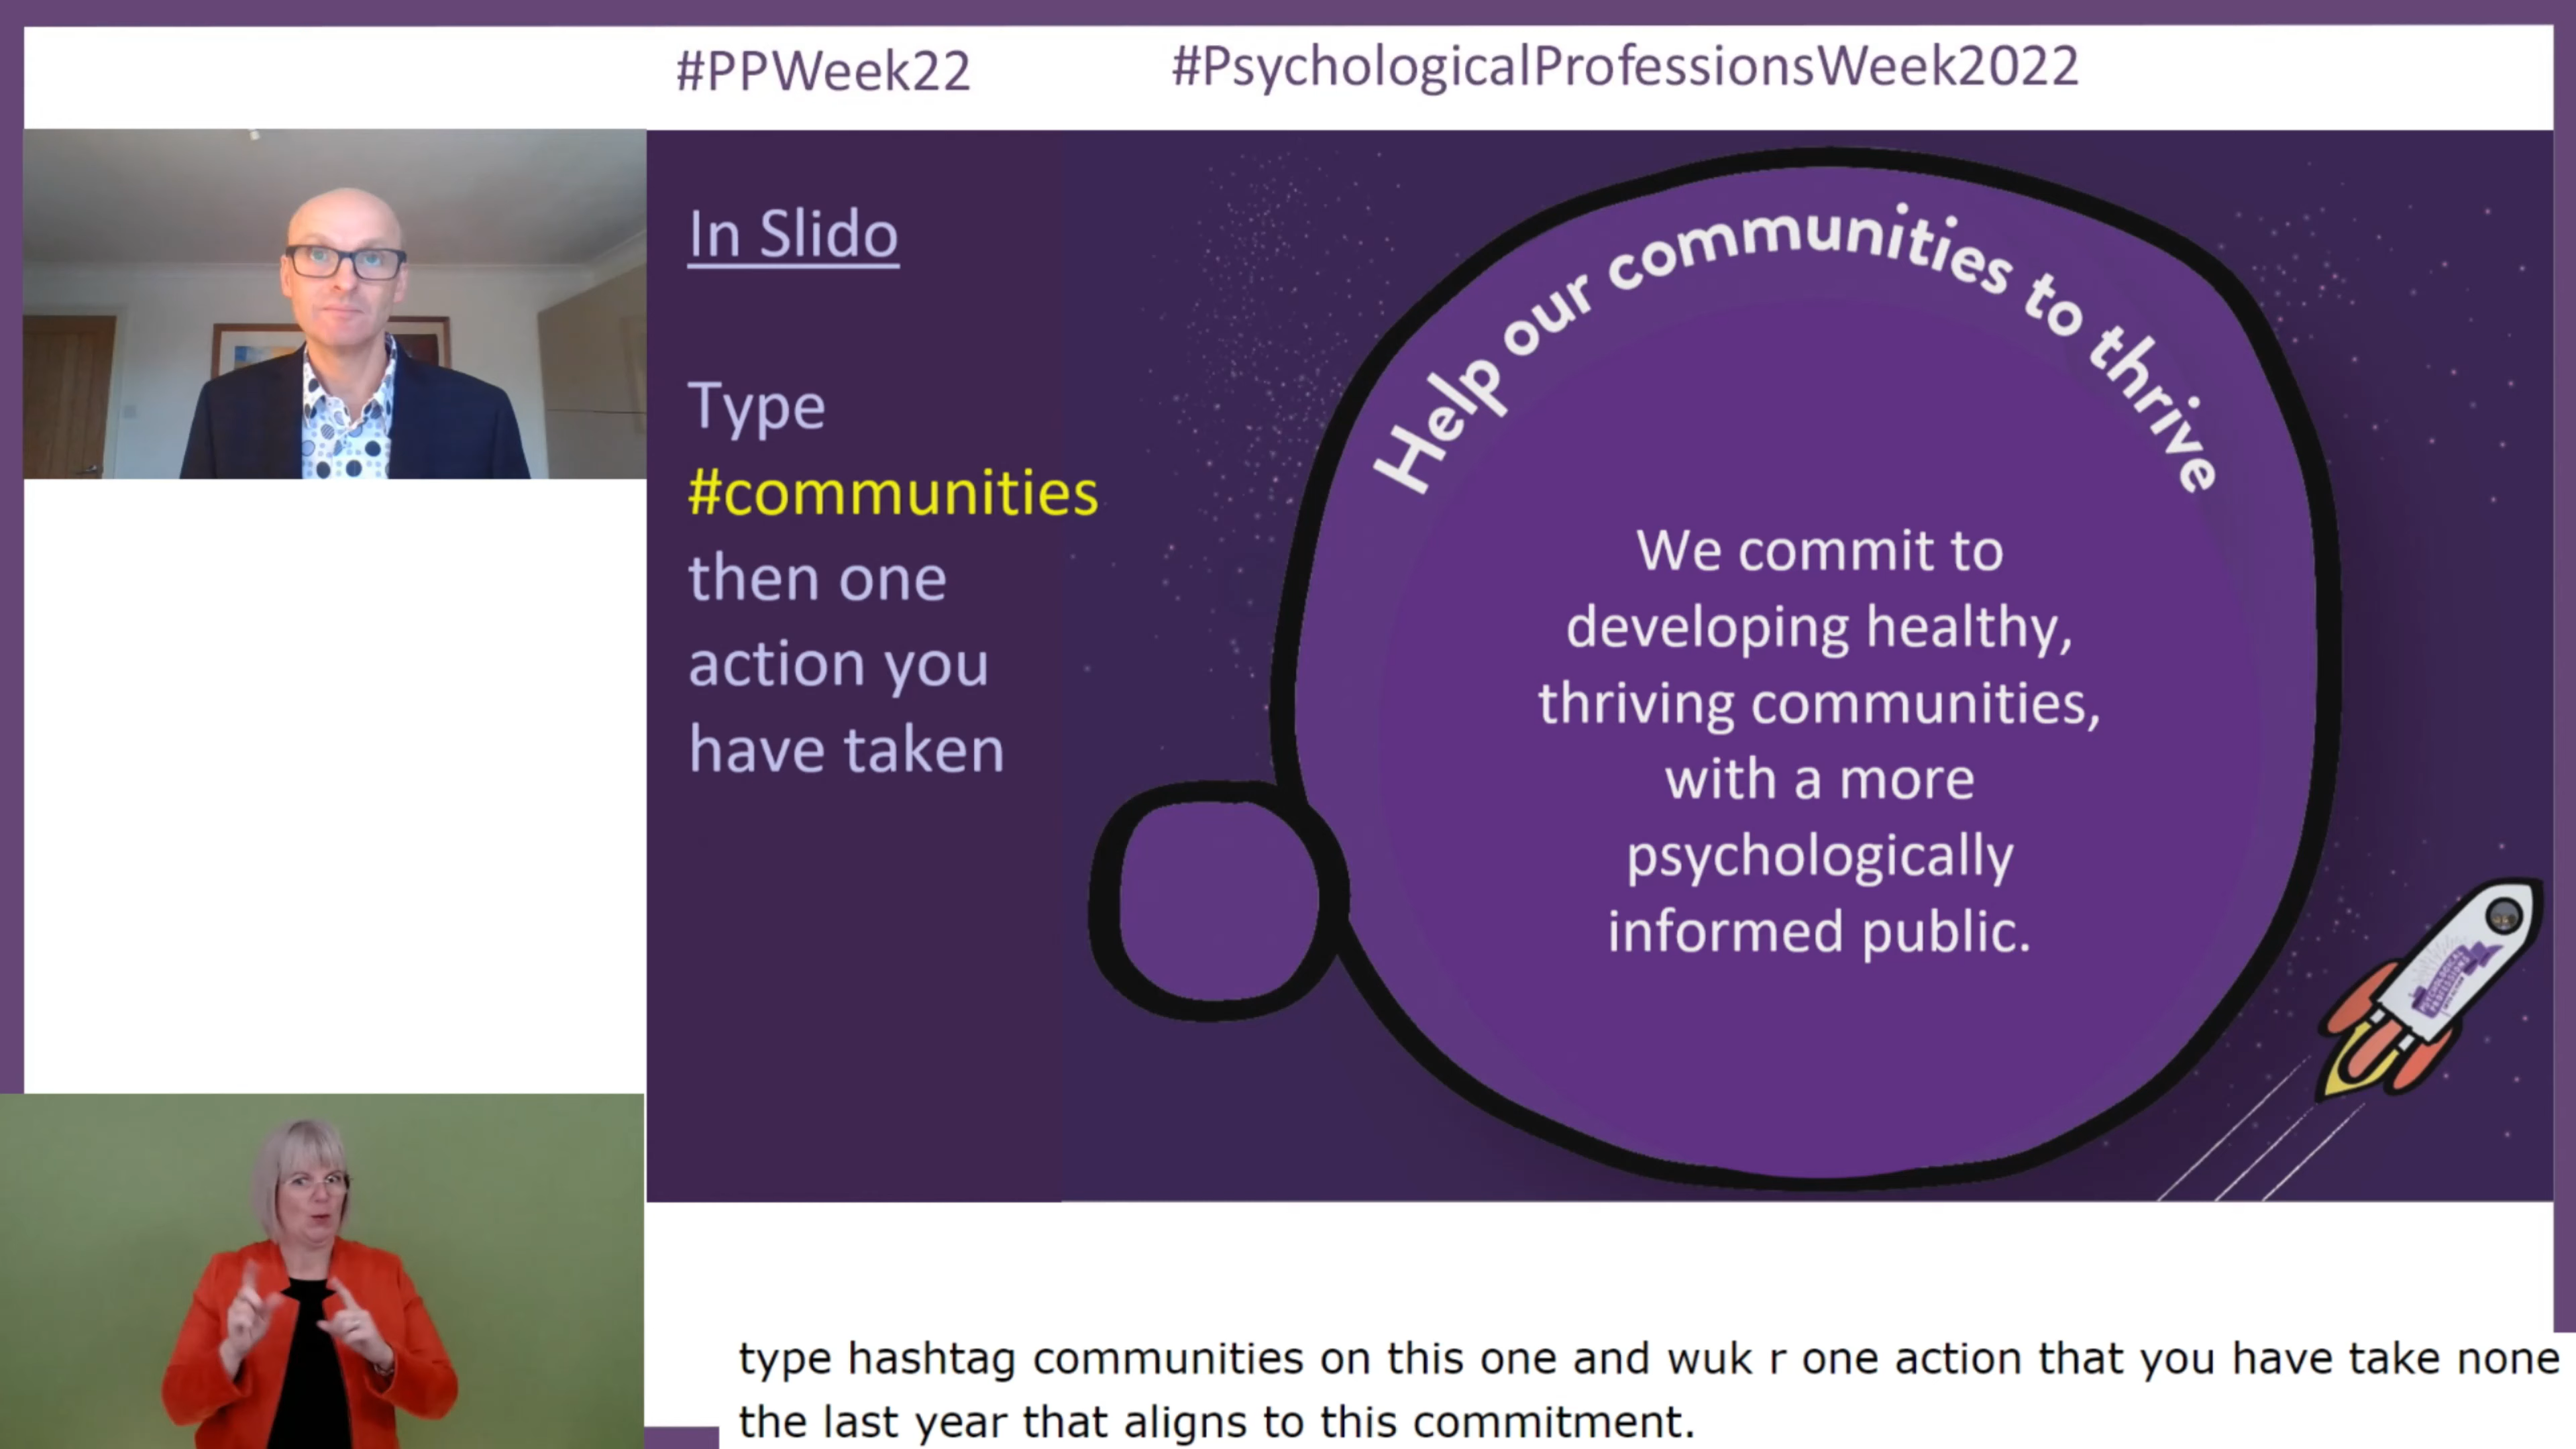 #PPWeek22
#PsychologicalProfessionsWeek2022
In Slido
Type
#communities
then one
action you
have taken
Help our communities to thrive
We commit to
developing healthy,
thriving communities,
with a more
psychologically
informed public.
PSYCHOLOGICAL
PROFESSIONS
type hashtag communities on this one and wuk r one action that you have take none
the last year that aligns to this commitment.